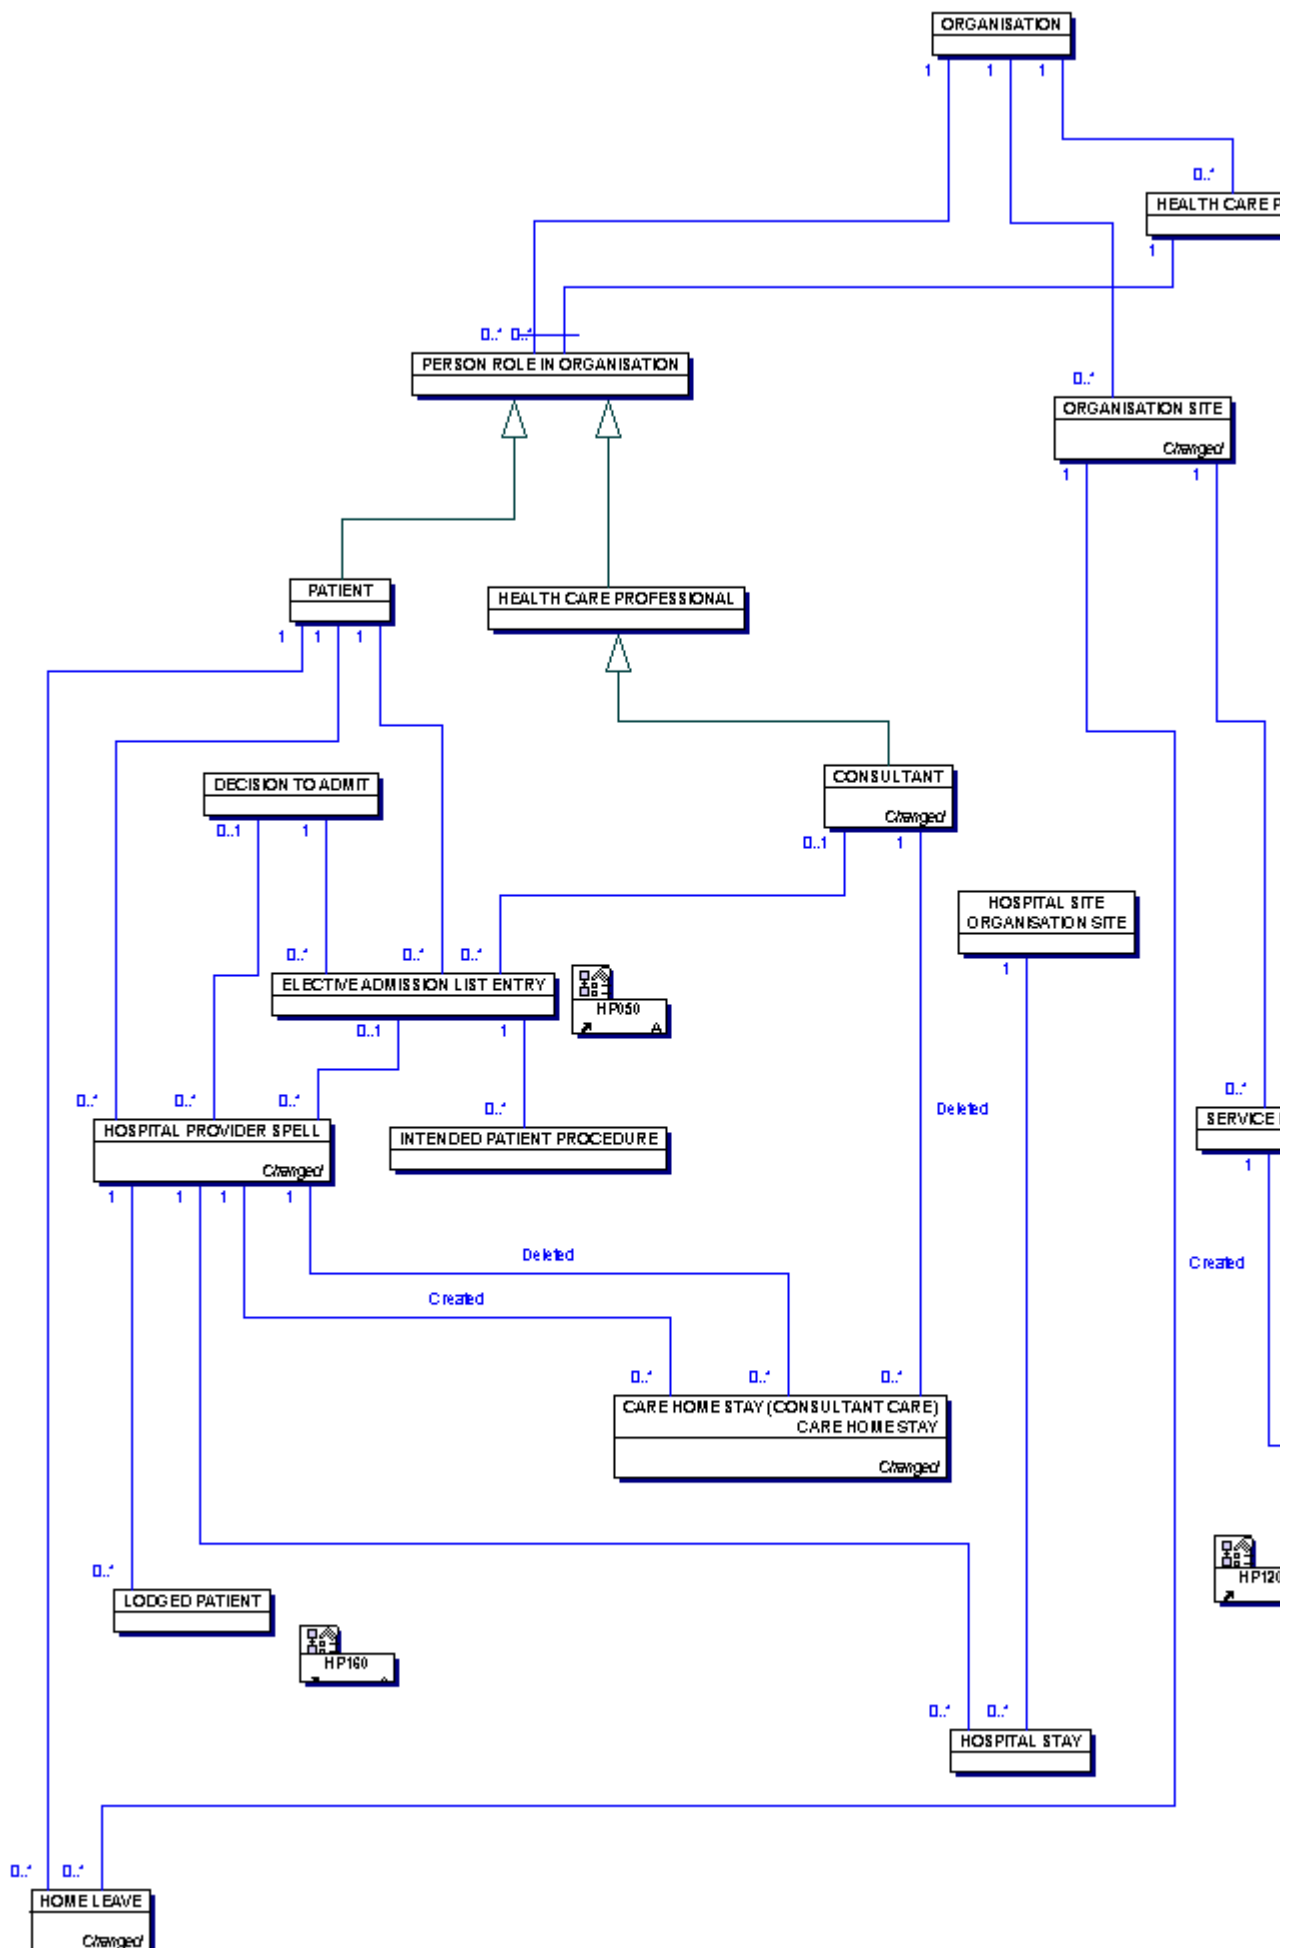 ORGANISATION
1 1 1
0..*
HEALTH CARE P
1
0..* 0..*
PERSON ROLE IN ORGANISATION
0..*
ORGANISATION SITE
Changed
1 1
PATIENT
1 1 1
HEALTH CARE PROFESSIONAL
DECISION TO ADMIT
0..1 1
CONSULTANT
Changed
0..1 1
HOSPITAL SITE
ORGANISATION SITE
1
0..* 0..* 0..*
ELECTIVE ADMISSION LIST ENTRY
0..1 1
HP050
A
0..* 0..* 0..*
HOSPITAL PROVIDER SPELL
Changed
1 1 1 1
0..*
INTENDED PATIENT PROCEDURE
Deleted
0..*
SERVICE
1
Deleted
Created
Created
0..* 0..* 0..*
CARE HOME STAY (CONSULTANT CARE)
CARE HOME STAY
Changed
0..*
LODGED PATIENT
HP120
HP160
0..* 0..*
HOSPITAL STAY
0..* 0..*
HOME LEAVE
Changed